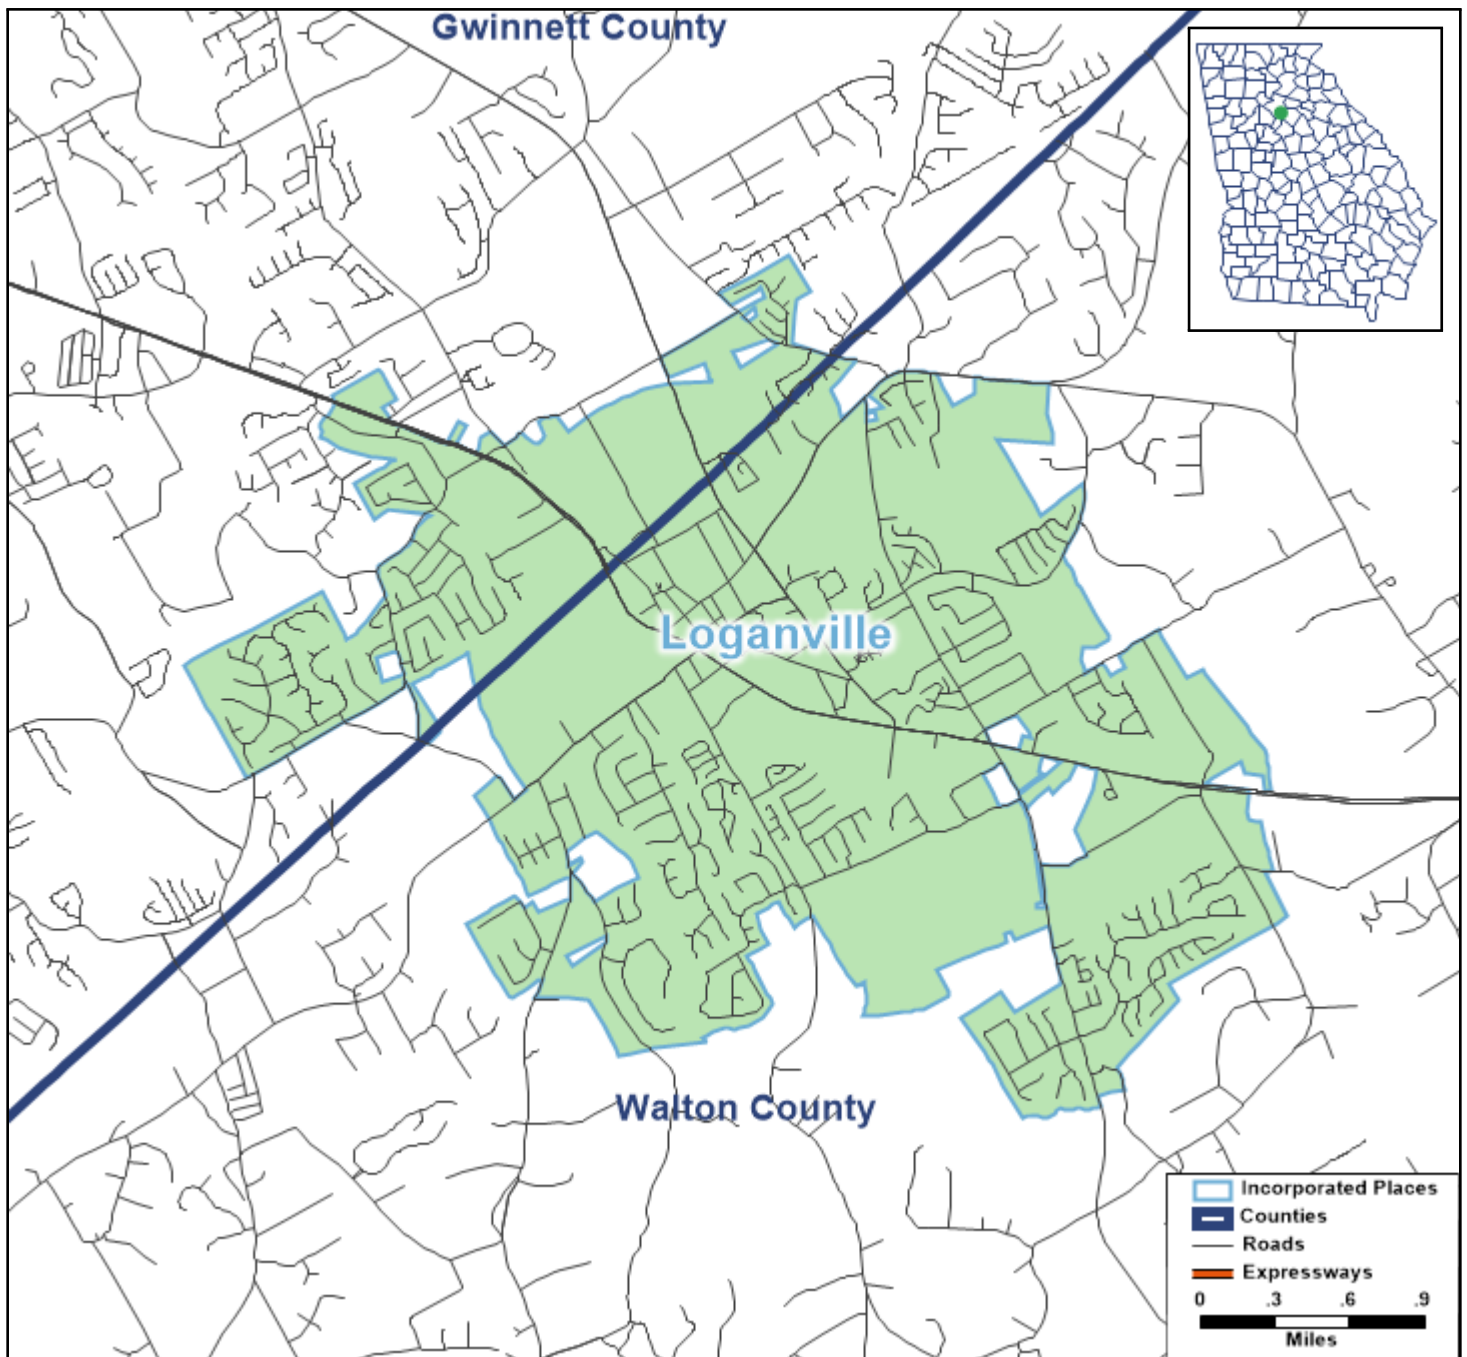 Gwinnett County
Loganville
Walton County
Incorporated Places
Counties
Roads
Expressways
0 .3 .6 .9
Miles